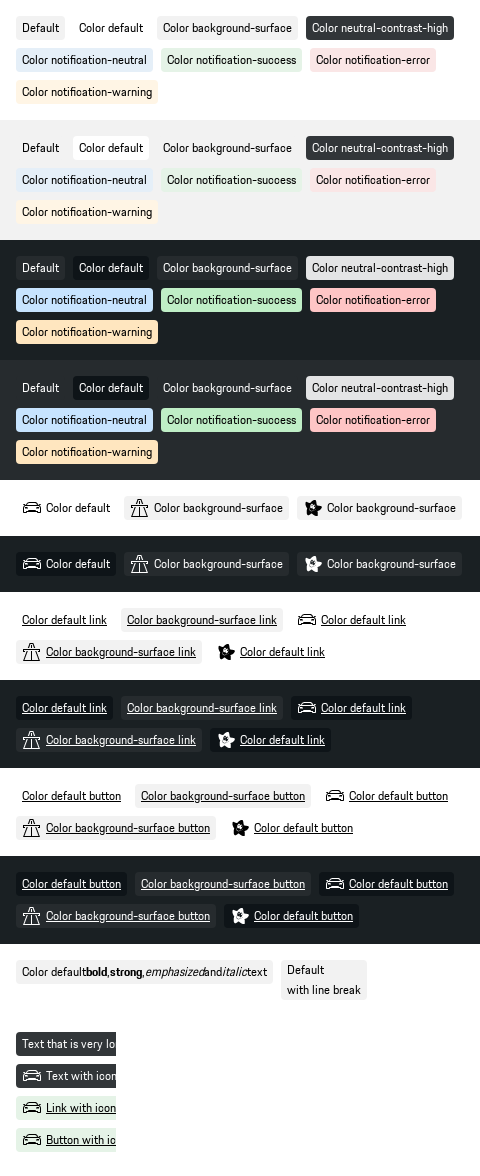 Default Color default Color background-surface Color neutral-contrast-high
Color notification-neutral Color notification-success Color notification-error
Color notification-warning
Default Color default Color background-surface Color neutral-contrast-high
Color notification-neutral Color notification-success Color notification-error
Color notification-warning
Default Color default Color background-surface Color neutral-contrast-high
Color notification-neutral Color notification-success Color notification-error
Color notification-warning
Default Color default Color background-surface Color neutral-contrast-high
Color notification-neutral Color notification-success Color notification-error
Color notification-warning
Color default Color background-surface Color background-surface
Color default Color background-surface Color background-surface
Color default link Color background-surface link Color default link
Color background-surface link Color default link
Color default link Color background-surface link Color default link
Color background-surface link Color default link
Color default button Color background-surface button Color default button
Color background-surface button Color default button
Color default button Color background-surface button Color default button
Color background-surface button Color default button
Color defaultbold,strong,emphasizedanditalictext
Default
with line break
Text that is very lo
Text with icon
Link with icon
Button with ic